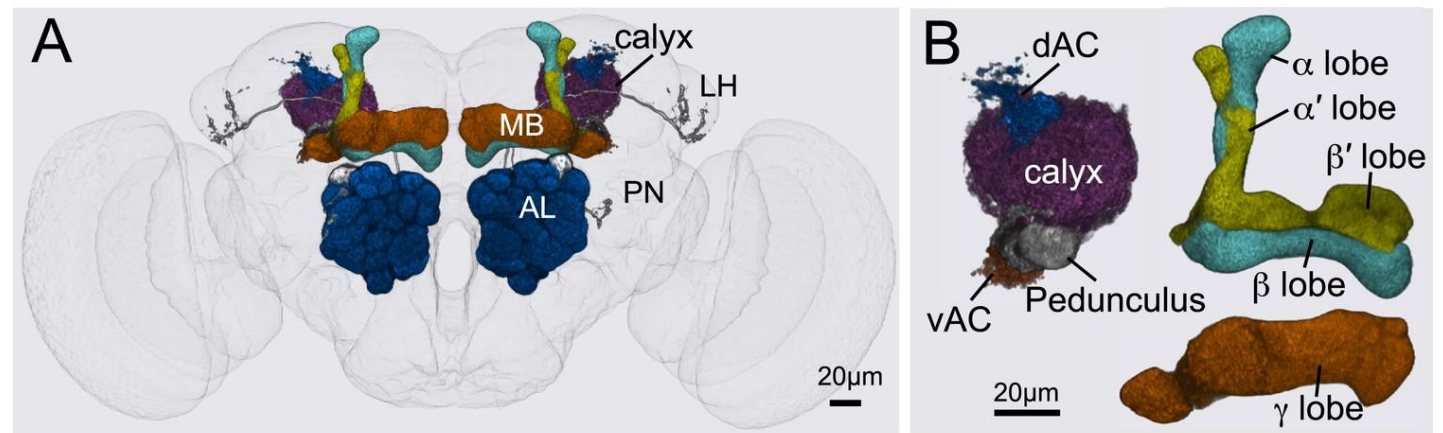 A
calyx
LH
MB
PN
AL
20μm
B
dAC
calyx
vAC
Pedunculus
20μm
α lobe
α′ lobe
β′ lobe
β lobe
γ lobe